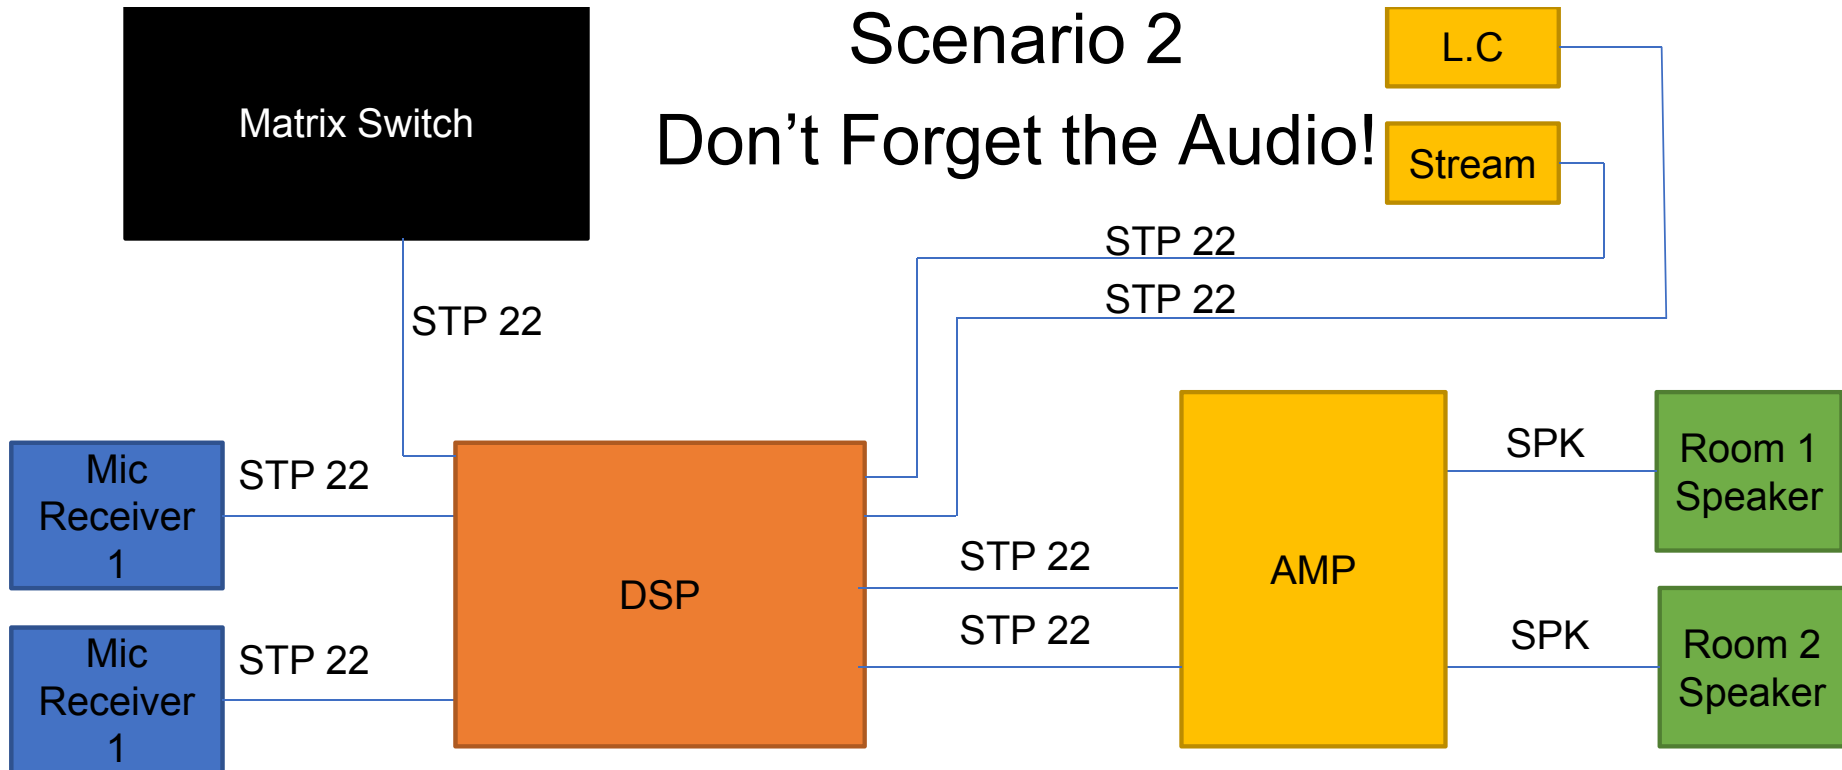 Scenario 2
Don't Forget the Audio!
Matrix Switch
L.C
Stream
STP 22
STP 22
STP 22
Mic
Receiver
1
STP 22
Mic
Receiver
1
STP 22
DSP
STP 22
STP 22
AMP
SPK
SPK
Room 1
Speaker
Room 2
Speaker